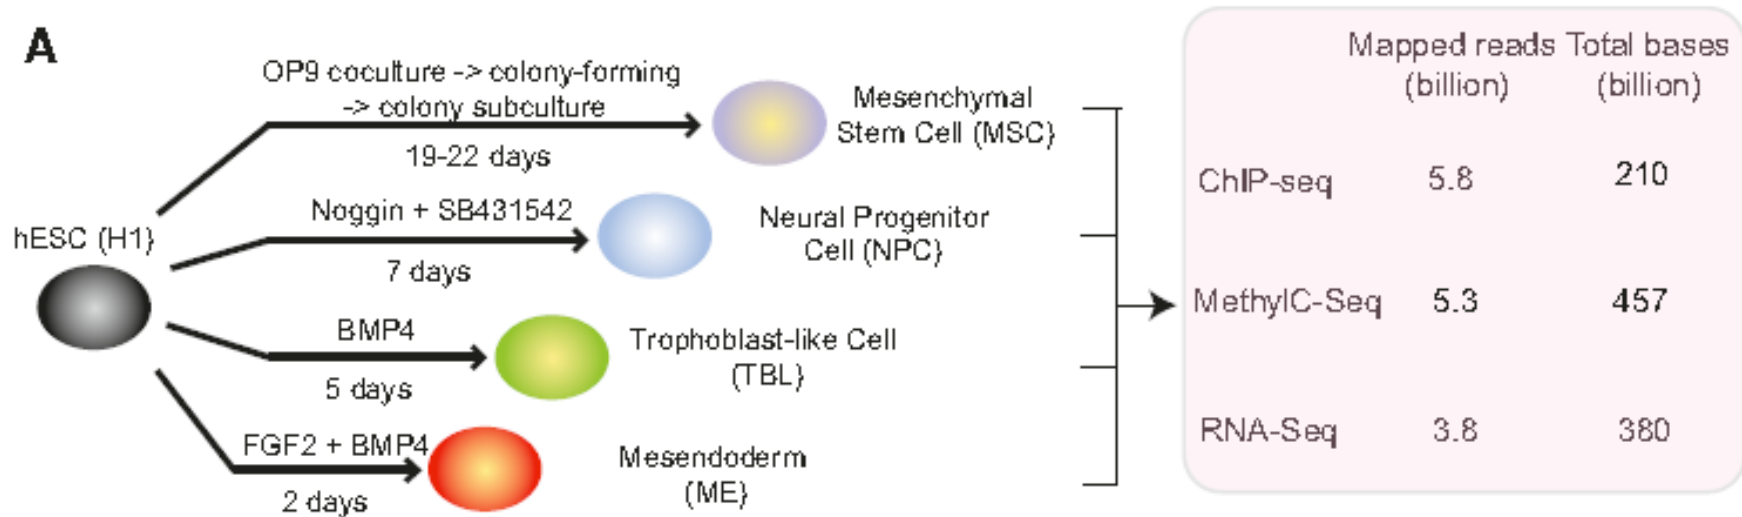 A
OP9 coculture -> colony-forming
-> colony subculture
19-22 days
Mesenchymal
Stem Cell (MSC}
Noggin + SB431542
7 days
Neural Progenitor
Cell (NPC)
hESC (H1}
BMP4
5 days
Trophoblast-like Cell
(TBL}
FGF2 + BMP4
2 days
Mesendoderm
(ME)
Mapped reads Total bases
(billion) (billion)
ChIP-seq 5.8 210
MethylC-Seq 5.3 457
RNA-Seq 3.8 380